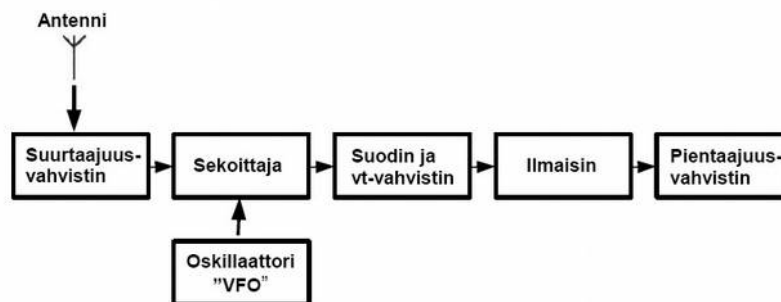 Antenni
Suurtaajuus-
vahvistin
Sekoittaja
Suodin ja
vt-vahvistin
Ilmaisin
Pientaajuus-
vahvistin
Oskillaattori
”VFO”